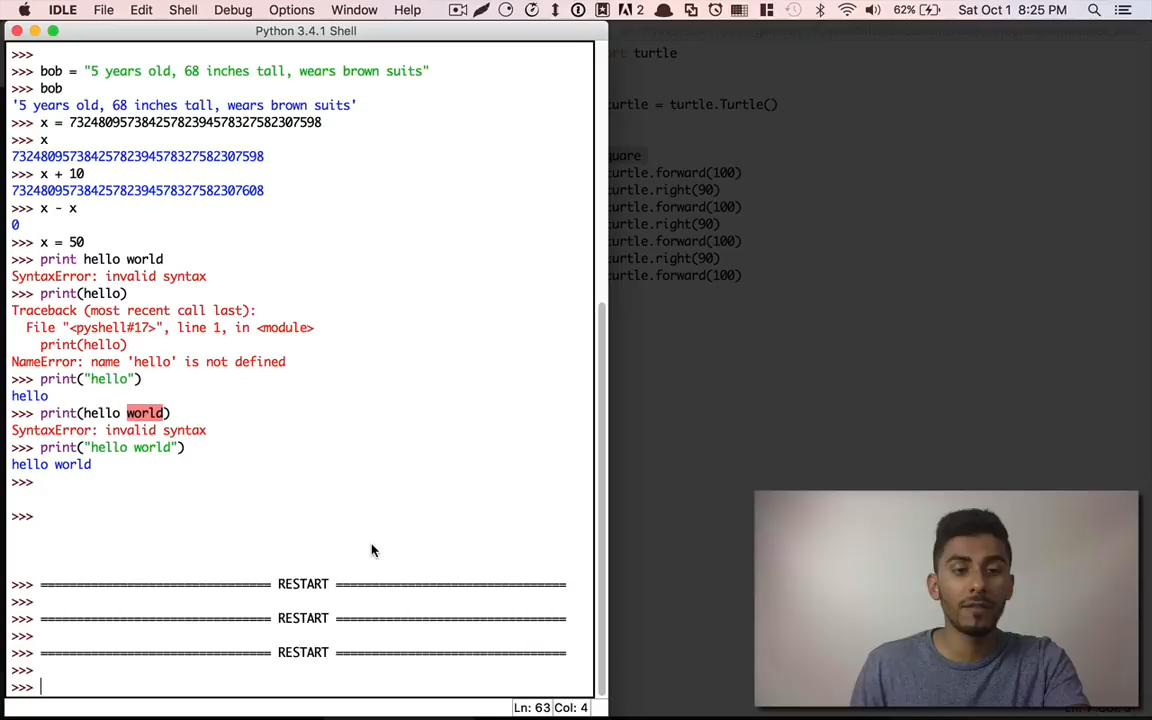 IDLE File Edit Shell Debug Options Window Help 2 62% Sat Oct 1 8:25 PM
Python 3.4.1 Shell
>>>
>>> bob = "5 years old, 68 inches tall, wears brown suits"
>>> bob
'5 years old, 68 inches tall, wears brown suits'
>>> x = 7324809573842578239457832758230759​8
>>> x
73248095738425782394578327582307598
>>> x + 10
73248095738425782394578327582307608
>>> x - x
0
>>> x = 50
>>> print hello world
SyntaxError: invalid syntax
>>> print(hello)
Traceback (most recent call last):
File "<pyshell#17>", line 1, in <module>
print(hello)
NameError: name 'hello' is not defined
>>> print("hello")
hello
>>> print(hello world)
SyntaxError: invalid syntax
>>> print("hello world")
hello world
>>>
>>>
>>> ================================ RESTART ================================
>>>
>>> ================================ RESTART ================================
>>>
>>> ================================ RESTART ================================
>>>
>>>
Ln: 63 Col: 4
rt turtle
turtle = turtle.Turtle()
quare
turtle.forward(100)
turtle.right(90)
turtle.forward(100)
turtle.right(90)
turtle.forward(100)
turtle.right(90)
turtle.forward(100)